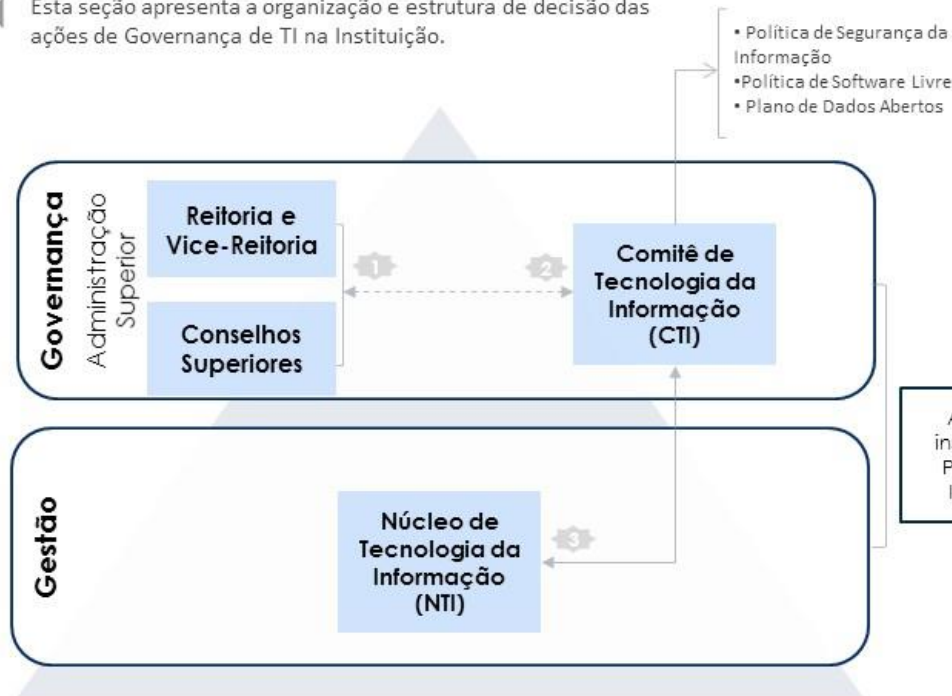 Esta seção apresenta a organização e estrutura de decisão das
ações de Governança de TI na Instituição.
• Política de Segurança da
Informação
•Política de Software Livre
• Plano de Dados Abertos
Governança
Administração
Superior
Reitoria e
Vice-Reitoria
Conselhos
Superiores
1
2
Comitê de
Tecnologia da
Informação
(CTI)
Gestão
Núcleo de
Tecnologia da
Informação
(NTI)
3